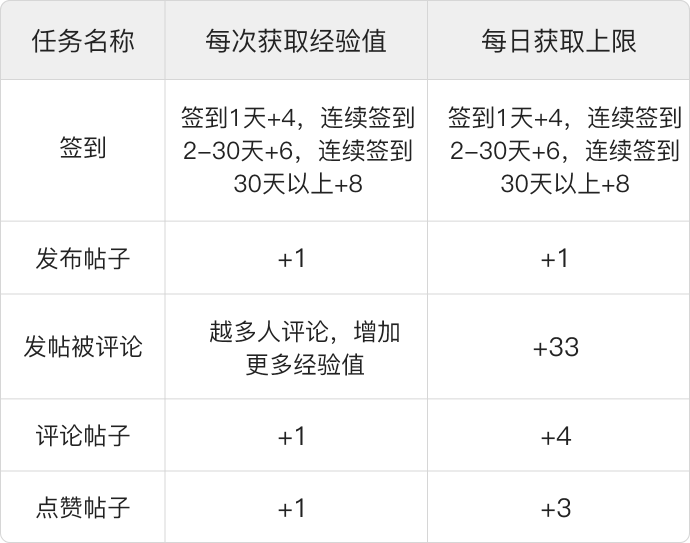 任务名称
每次获取经验值
每日获取上限
签到
签到1天+4，连续签到
2-30天+6，连续签到
30天以上+8
签到1天+4，连续签到
2-30天+6，连续签到
30天以上+8
发布帖子
+1
+1
发帖被评论
越多人评论，增加
更多经验值
+33
评论帖子
+1
+4
点赞帖子
+1
+3